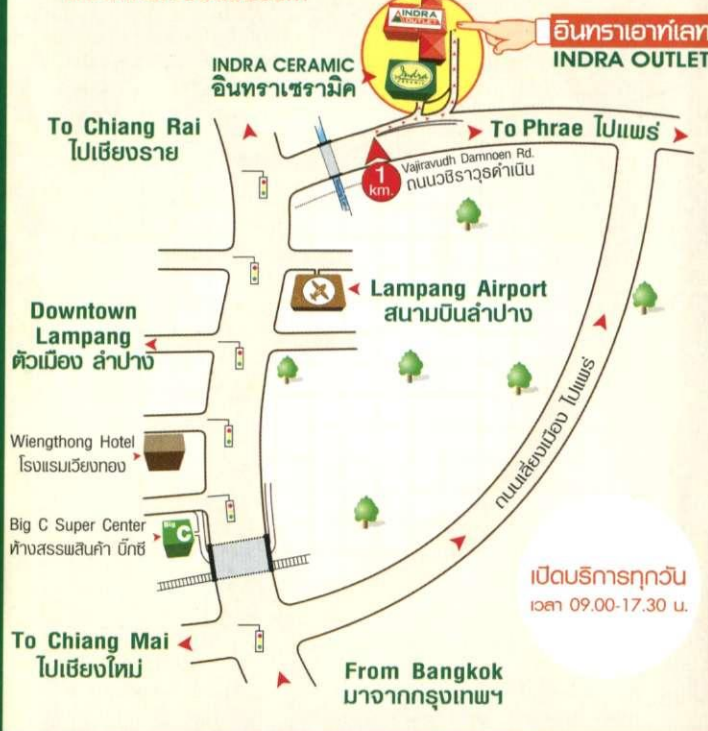 INDRA
OUTLET
อินทราเอาท์เลท
INDRA OUTLET
INDRA CERAMIC
อินทราเซรามิค
Indra
To Chiang Rai
ไปเชียงราย
To Phrae ไปแพร่
1
km.
Vajiravudh Damnoen Rd.
ถนนวชิราวุธดำเนิน
Lampang Airport
สนามบินลำปาง
Downtown
Lampang
ตัวเมือง ลำปาง
Wiengthong Hotel
โรงแรมเวียงทอง
Big C Super Center
ห้างสรรพสินค้า บิ๊กซี
Big
C
ถนนเลี่ยงเมือง ไปแพร่
เปิดบริการทุกวัน
เวลา 09.00-17.30 น.
To Chiang Mai
ไปเชียงใหม่
From Bangkok
มาจากกรุงเทพฯ